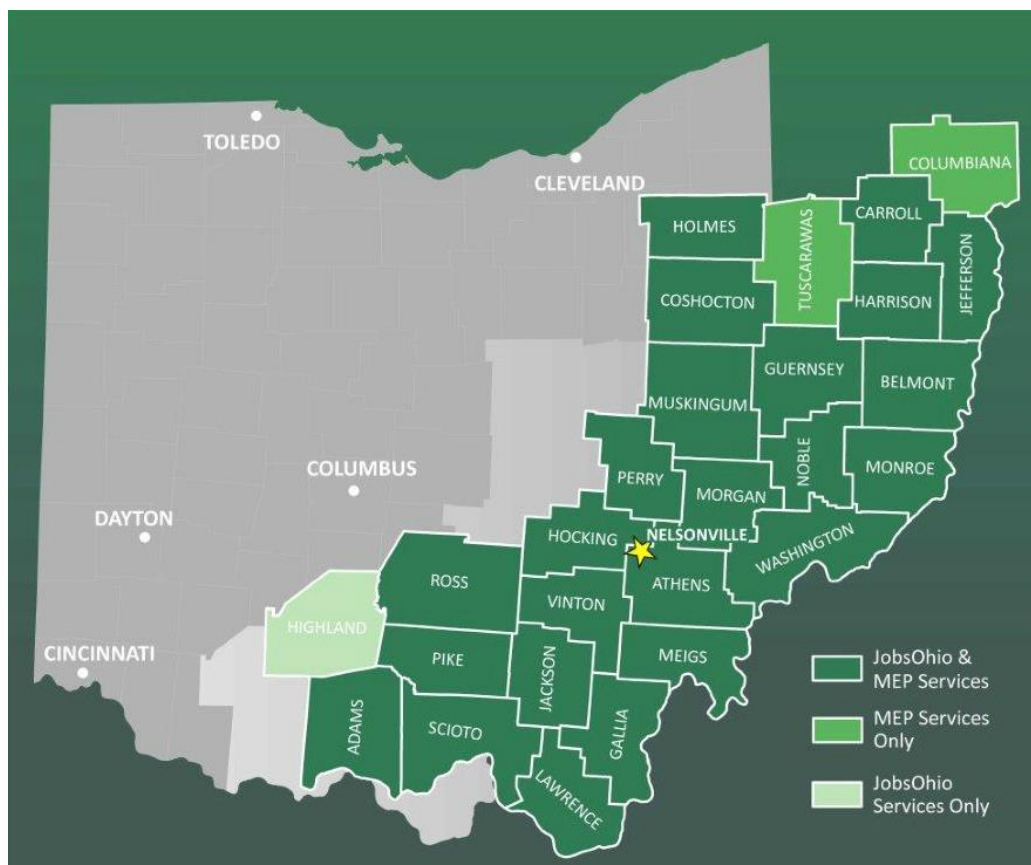 TOLEDO
CLEVELAND
COLUMBIANA
CARROLL
HOLMES
TUSCARAWAS
JEFFERSON
COSHOCTON
HARRISON
GUERNSEY
BELMONT
MUSKINGUM
NOBLE
MONROE
COLUMBUS
PERRY
MORGAN
DAYTON
HOCKING
NELSONVILLE
WASHINGTON
ROSS
ATHENS
VINTON
HIGHLAND
CINCINNATI
PIKE
MEIGS
JACKSON
ADAMS
SCIOTO
GALLIA
LAWRENCE
JobsOhio &
MEP Services
MEP Services
Only
JobsOhio
Services Only